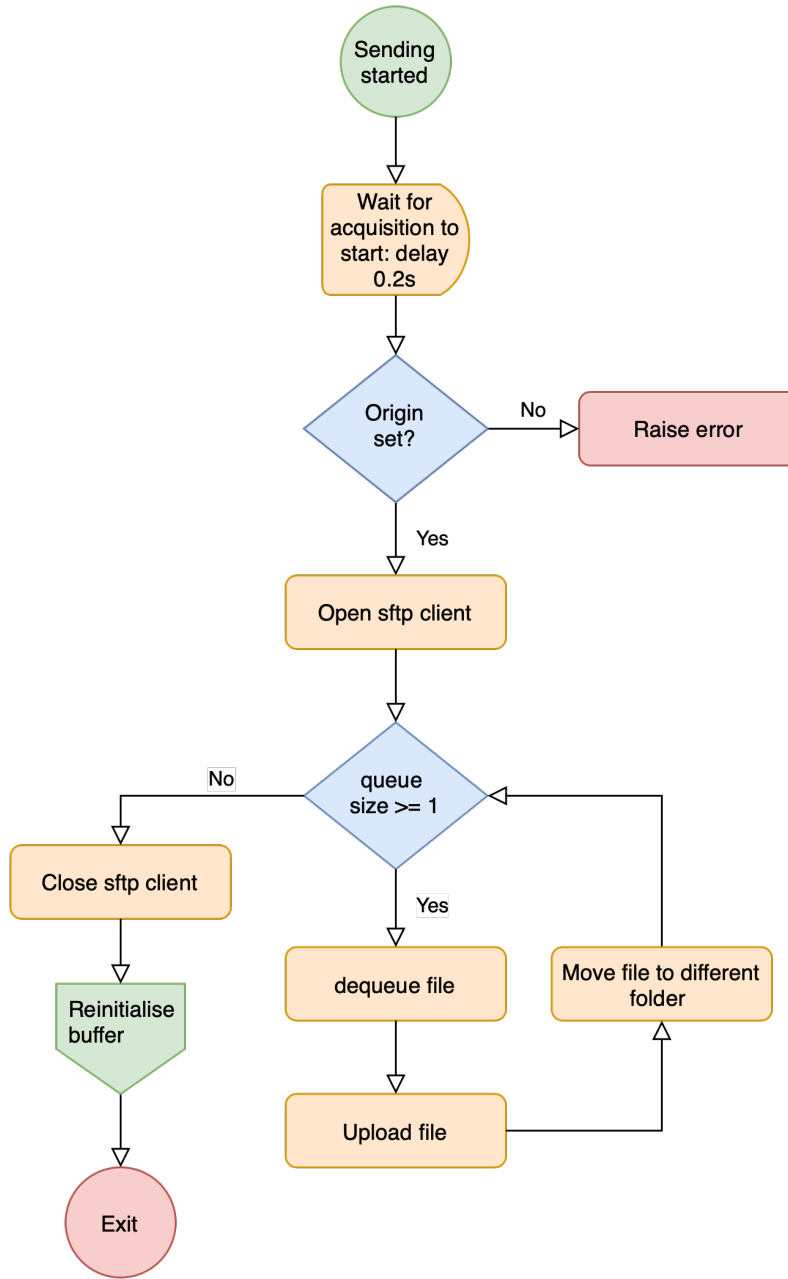 Sending
started
Wait for
acquisition to
start: delay
0.2s
Origin
set?
No
Raise error
Yes
Open sftp client
queue
size >= 1
No
Close sftp client
Yes
dequeue file
Move file to different
folder
Reinitialise
buffer
Upload file
Exit